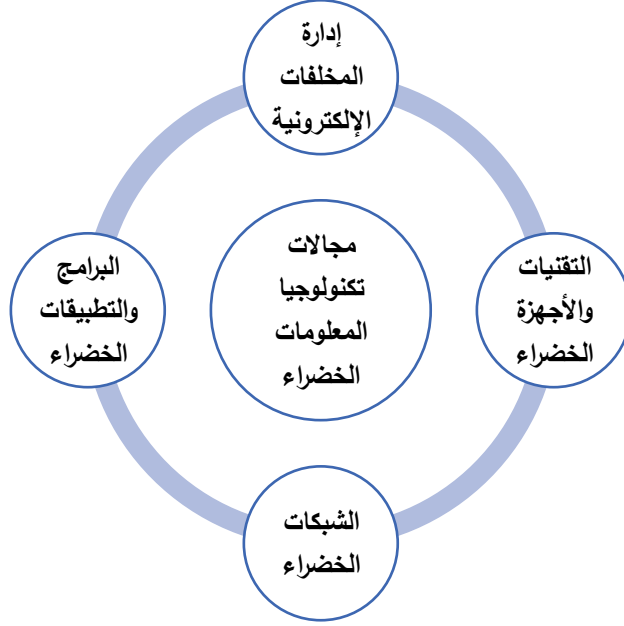 إدارة
المخلفات
الإلكترونية
مجالات
تكنولوجيا
المعلومات
الخضراء
التقنيات
والأجهزة
الخضراء
البرامج
والتطبيقات
الخضراء
الشبكات
الخضراء